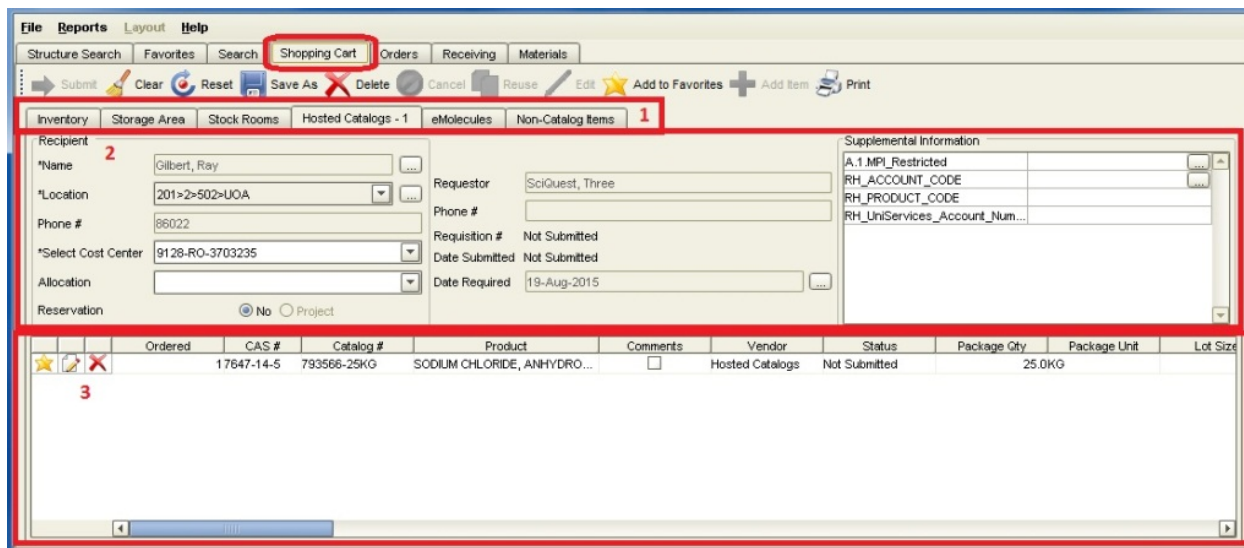 File Reports Layout Help
Structure Search Favorites Search Shopping Cart Orders Receiving Materials
Submit Clear Reset Save As Delete Cancel Reuse Edit Add to Favorites Add Item Print
Inventory Storage Area Stock Rooms Hosted Catalogs - 1 eMolecules Non-Catalog Items 1
Recipient 2
*Name Gilbert, Ray ...
*Location 201>2>502>UOA ...
Phone # 86022
*Select Cost Center 9128-RO-3703235
Allocation
Reservation No Project
Requestor SciQuest, Three
Phone #
Requisition # Not Submitted
Date Submitted Not Submitted
Date Required 19-Aug-2015 ...
Supplemental Information
A.1.MPI_Restricted ...
RH_ACCOUNT_CODE ...
RH_PRODUCT_CODE
RH_UniServices_Account_Num...
Ordered CAS # Catalog # Product Comments Vendor Status Package Qty Package Unit Lot Size
17647-14-5 793566-25KG SODIUM CHLORIDE, ANHYDRO... Hosted Catalogs Not Submitted 25.0KG
3